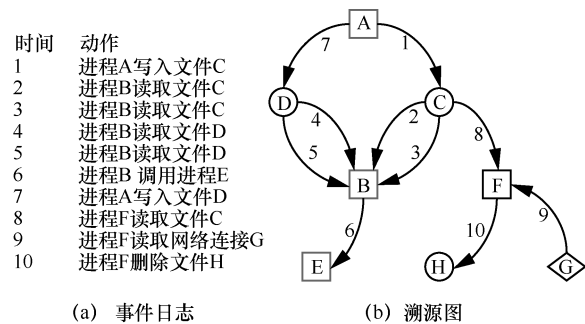 时间 动作
1 进程A写入文件C
2 进程B读取文件C
3 进程B读取文件C
4 进程B读取文件D
5 进程B读取文件D
6 进程B 调用进程E
7 进程A写入文件D
8 进程F读取文件C
9 进程F读取网络连接G
10 进程F删除文件H
(a) 事件日志
A
7 1
D C
4 2 8
5 3
B F
6 10 9
E H G
(b) 溯源图